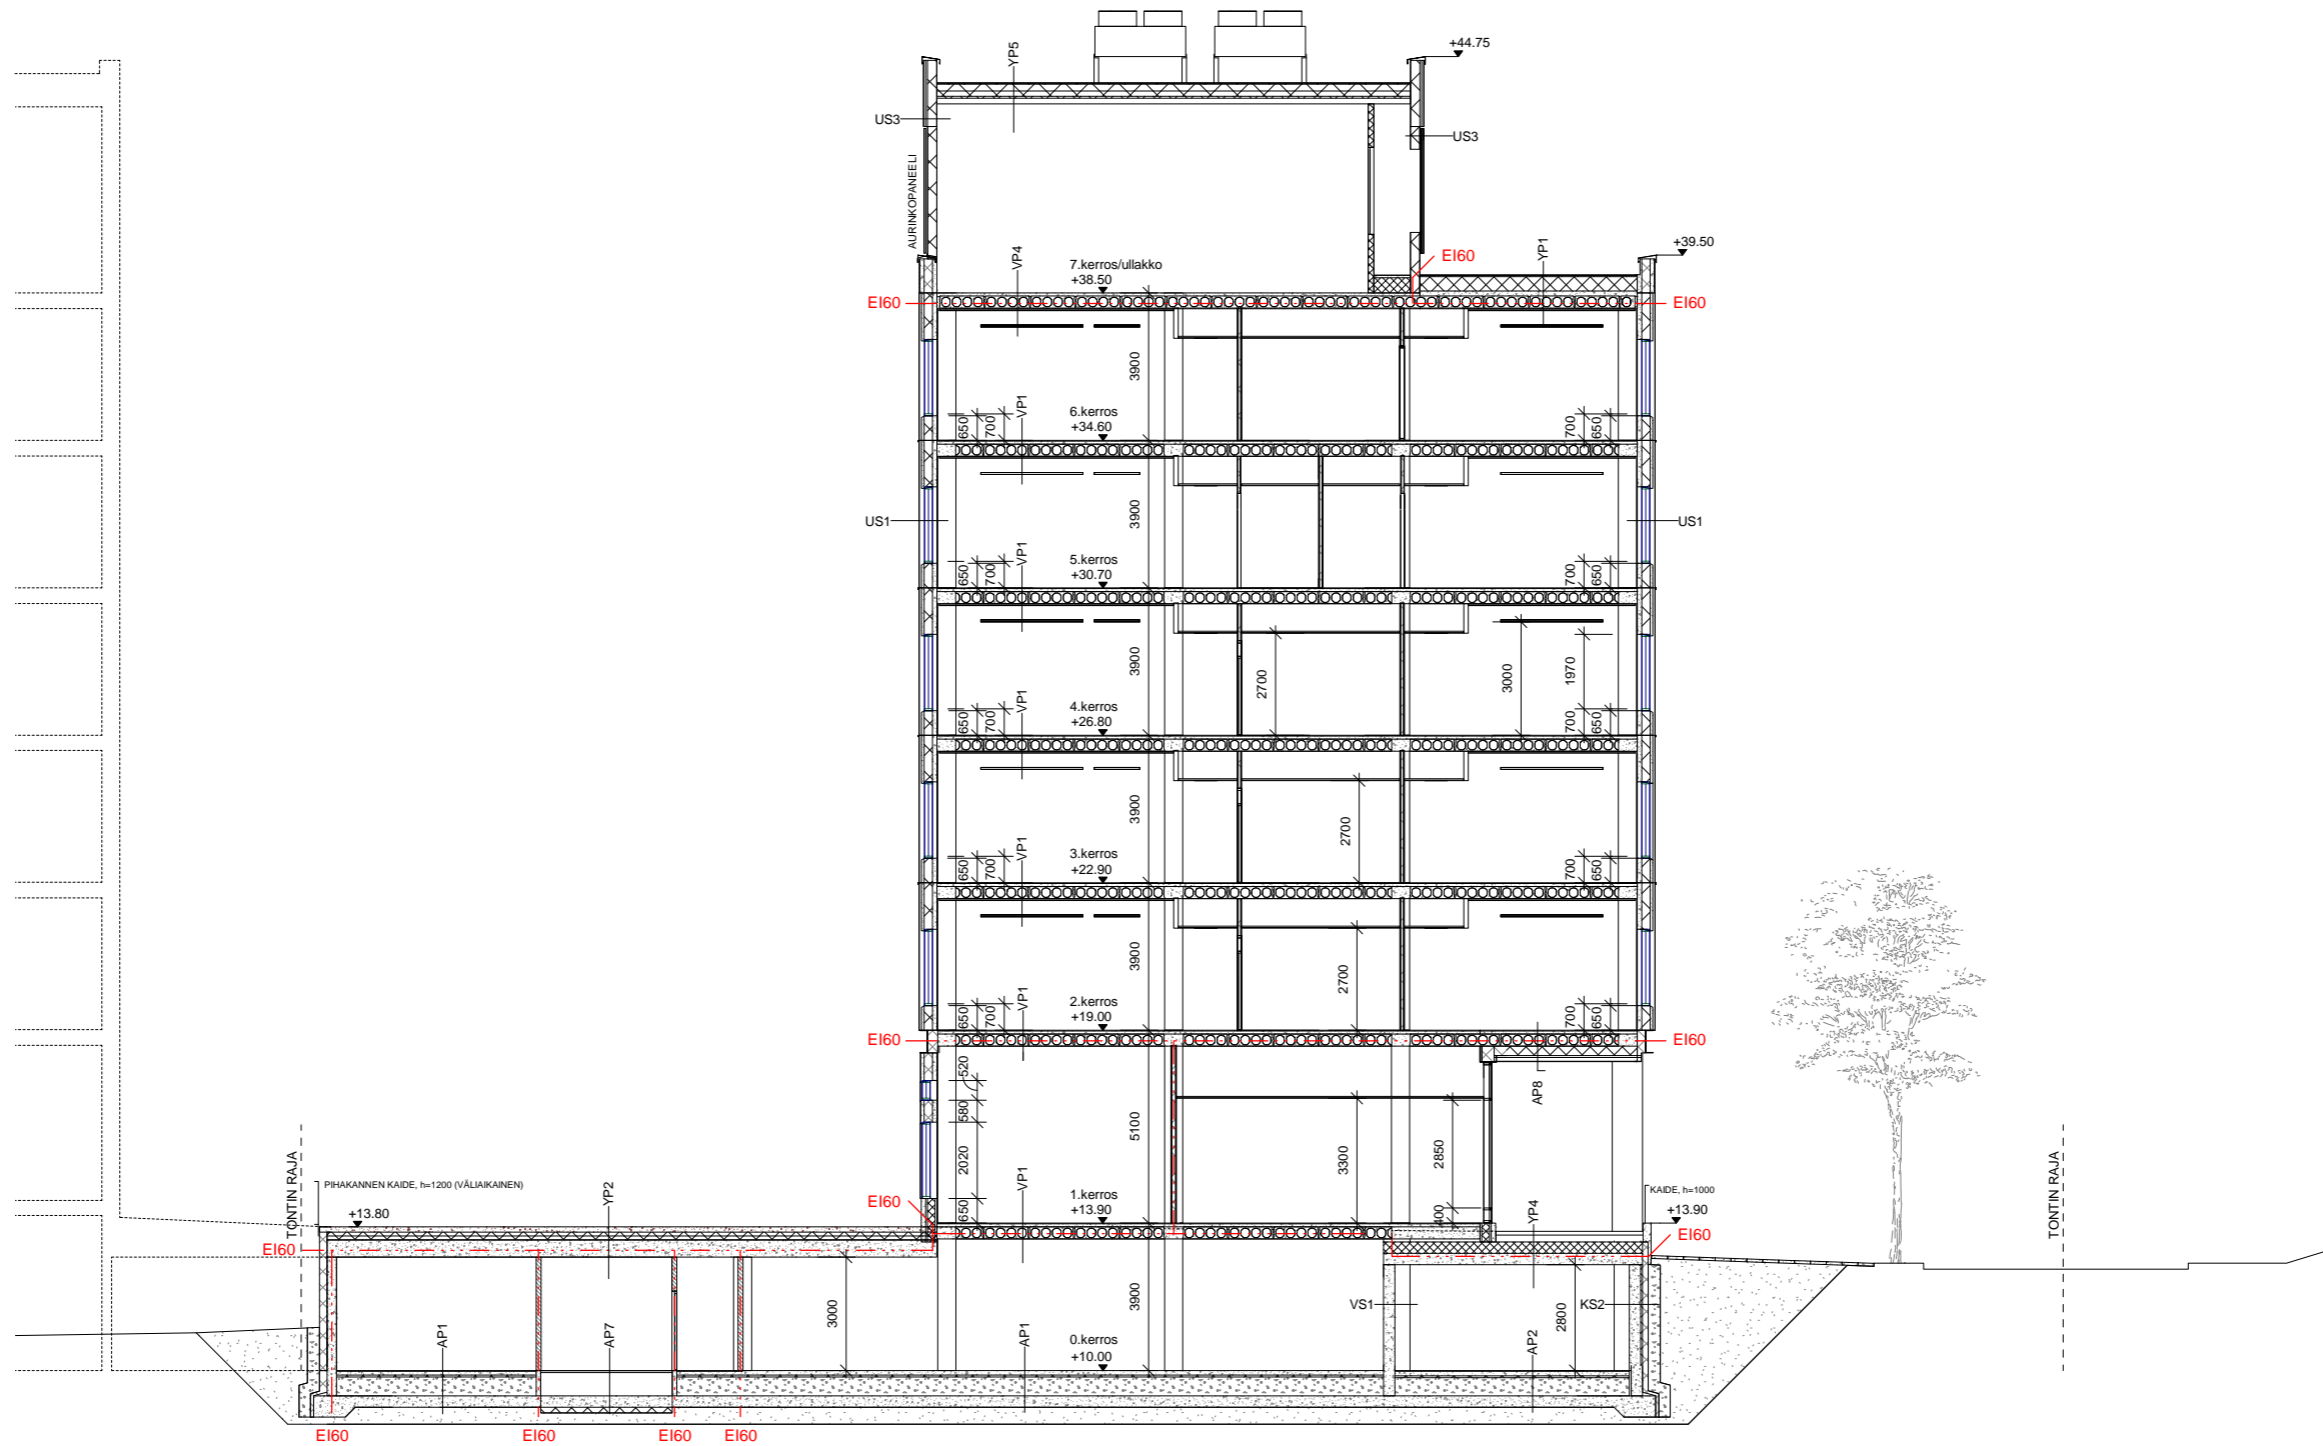 +44.75
YP5
US3
US3
AURINKOPANEELI
+39.50
YP1
EI60
VP4
7.kerros/ullakko
+38.50
EI60
EI60
3900
VP1
6.kerros
+34.60
650
700
700
650
US1
US1
3900
VP1
5.kerros
+30.70
650
700
700
650
3900
2700
3000
1970
VP1
4.kerros
+26.80
650
700
700
650
3900
2700
VP1
3.kerros
+22.90
650
700
700
650
3900
2700
VP1
2.kerros
+19.00
650
700
700
650
EI60
EI60
520
580
2020
650
5100
3300
2850
400
AP8
VP1
1.kerros
+13.90
TONTIN RAJA
PIHAKANNEN KAIDE, h=1200 (VÄLIAIKAINEN)
+13.80
YP2
EI60
EI60
YP4
KAIDE, h=1000
+13.90
EI60
TONTIN RAJA
3000
3900
VS1
KS2
2800
AP1
AP7
AP1
0.kerros
+10.00
AP2
EI60
EI60
EI60
EI60